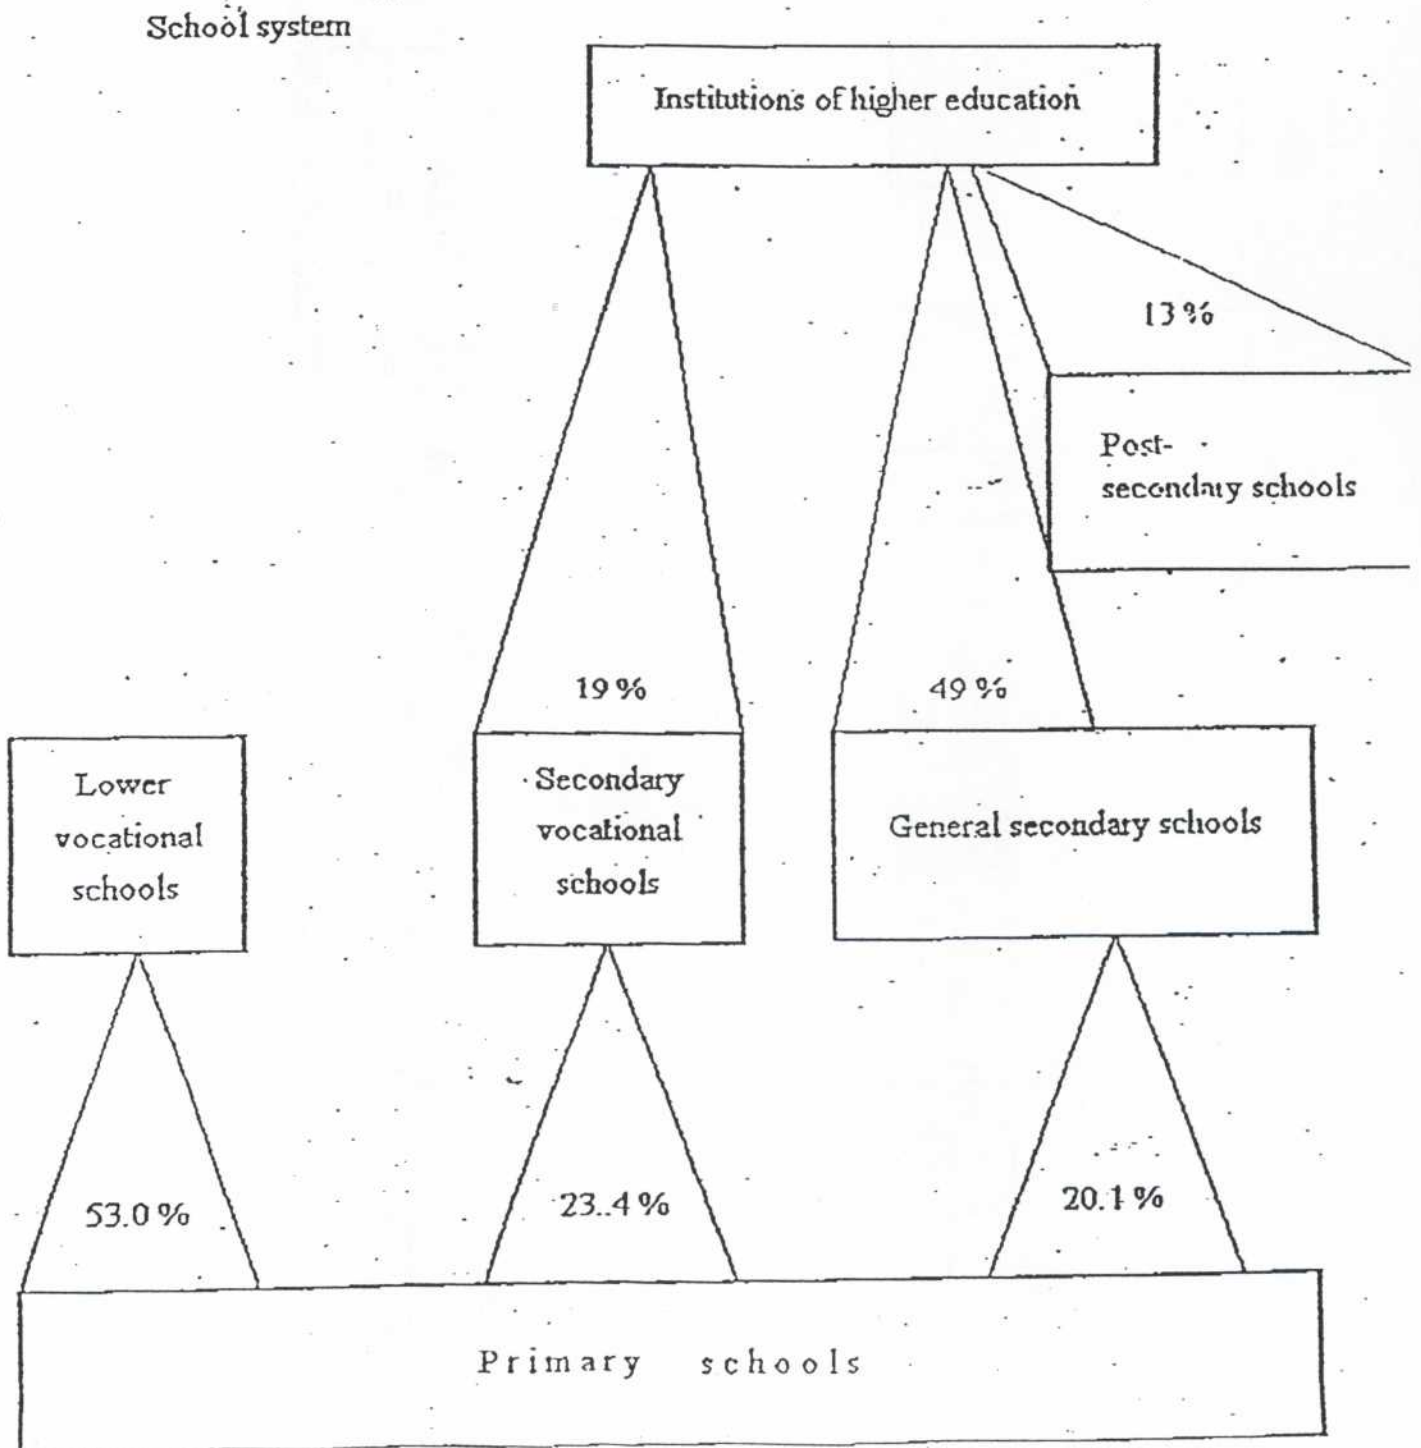 School system
Institutions of higher education
13 %
Post-
secondary schools
19 %
49 %
Lower
vocational
schools
Secondary
vocational
schools
General secondary schools
53.0 %
23.4 %
20.1 %
Primary schools